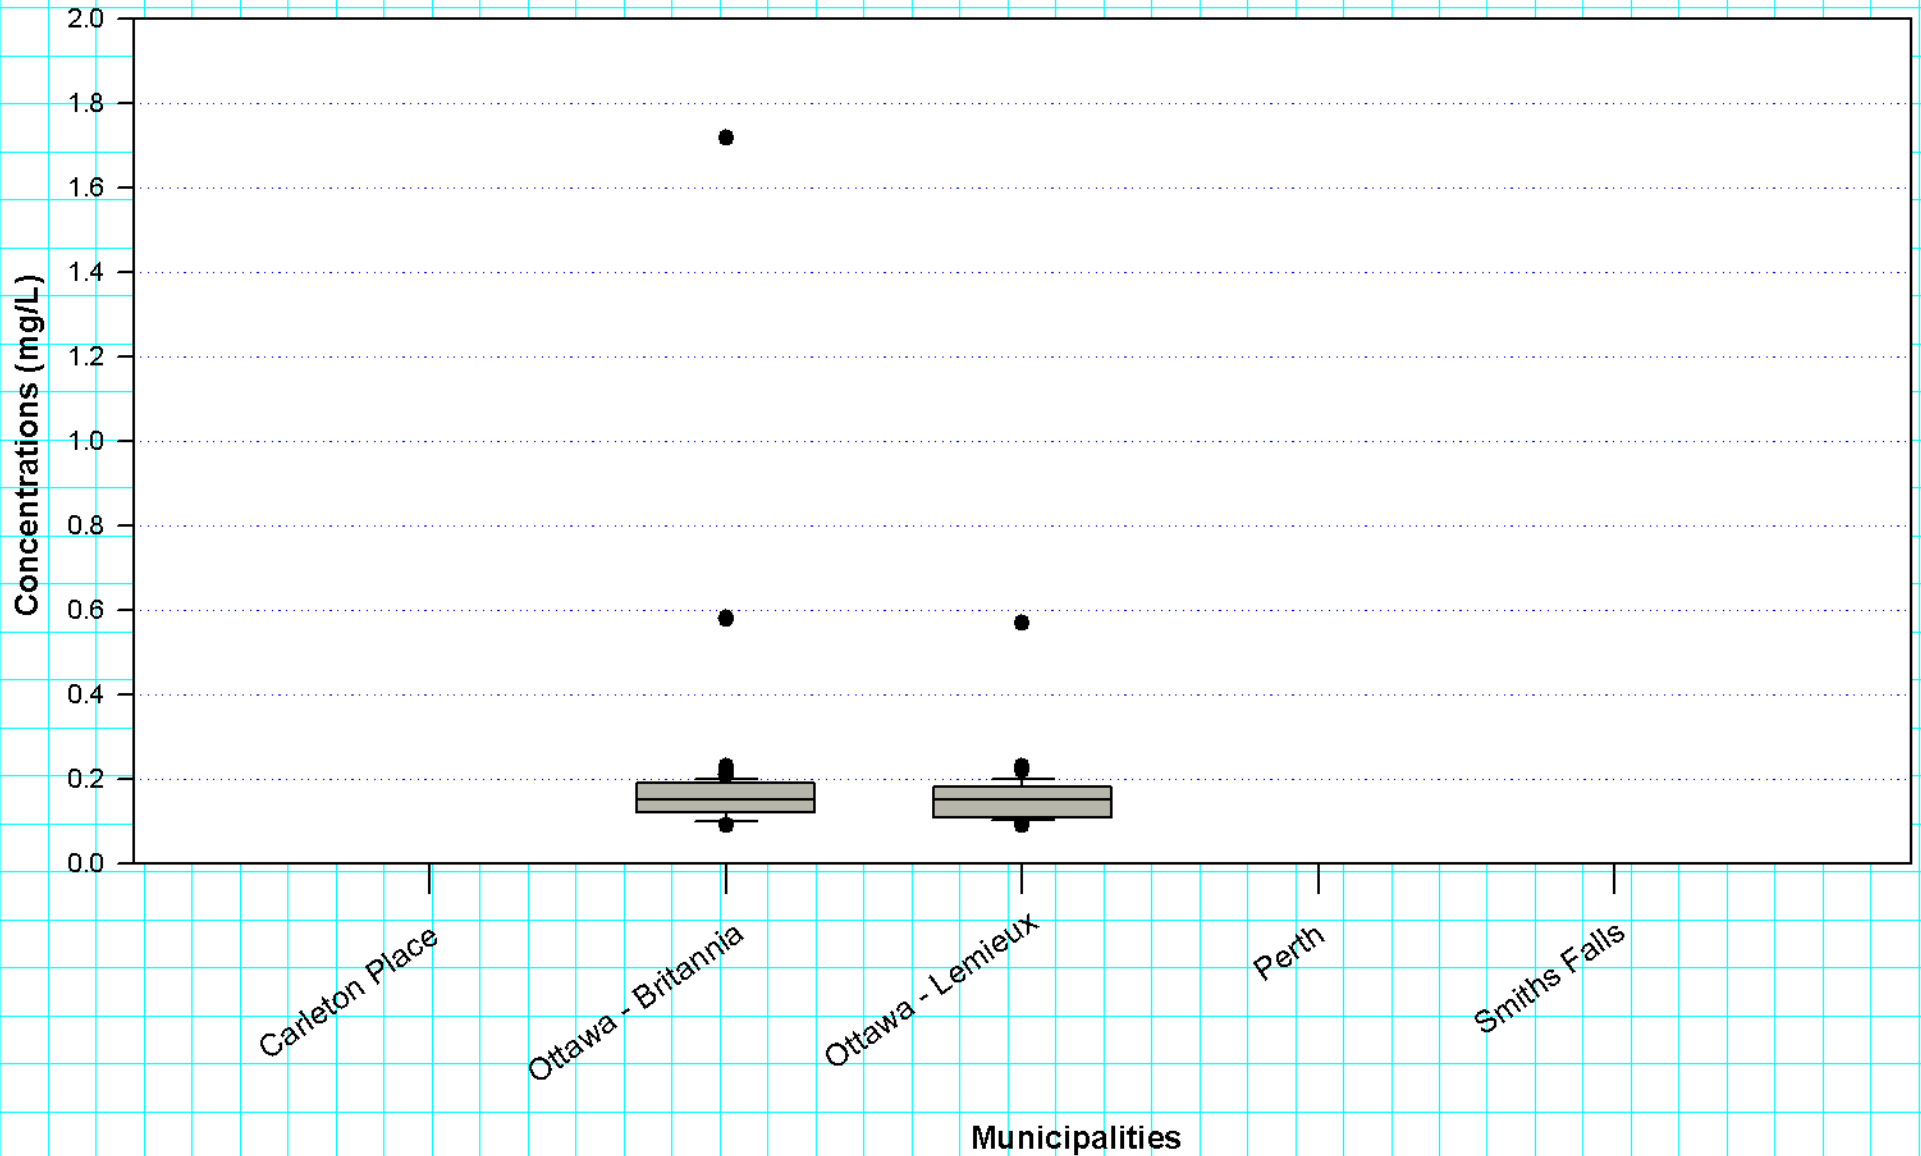 2.0
1.8
1.6
1.4
1.2
1.0
0.8
0.6
0.4
0.2
0.0
Concentrations (mg/L)
Carleton Place
Ottawa - Britannia
Ottawa - Lemieux
Perth
Smiths Falls
Municipalities